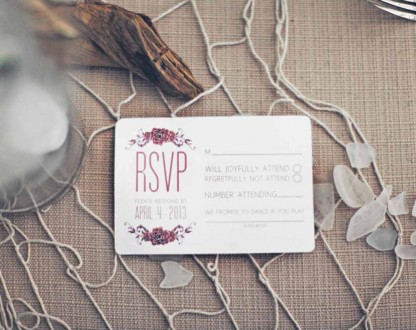 RSVP
PLEASE RESPOND BY
APRIL 4, 2013
M
WILL JOYFULLY ATTEND
REGRETFULLY NOT ATTEND
NUMBER ATTENDING
WE PROMISE TO DANCE IF YOU PLAY